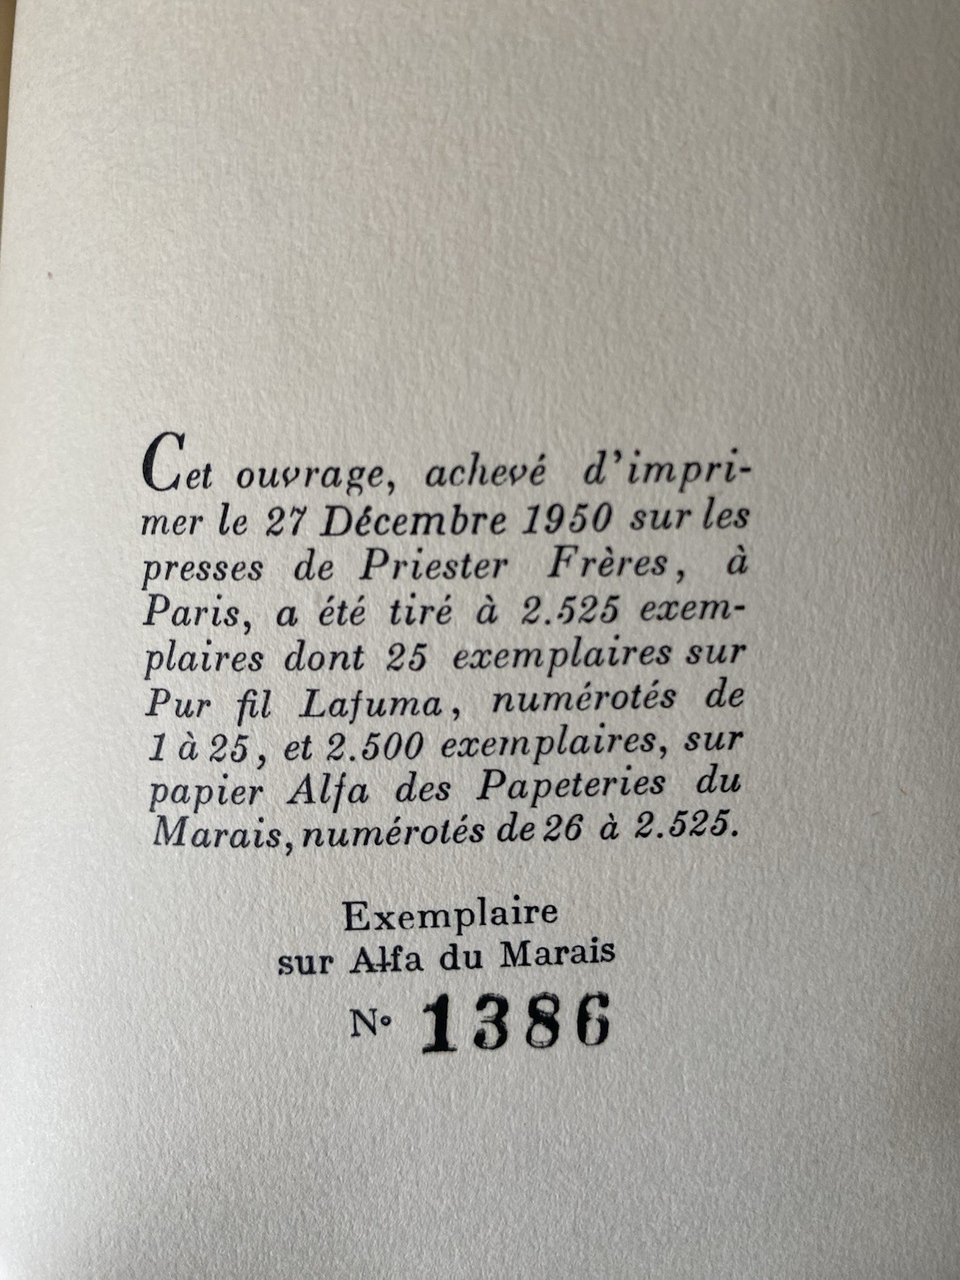 Cet ouvrage, achevé d'impri-
mer le 27 Décembre 1950 sur les
presses de Priester Frères, à
Paris, a été tiré à 2.525 exem-
plaires dont 25 exemplaires sur
Pur fil Lafuma, numérotés de
1 à 25, et 2.500 exemplaires, sur
papier Alfa des Papeteries du
Marais, numérotés de 26 à 2.525.
Exemplaire
sur Alfa du Marais
N° 1386